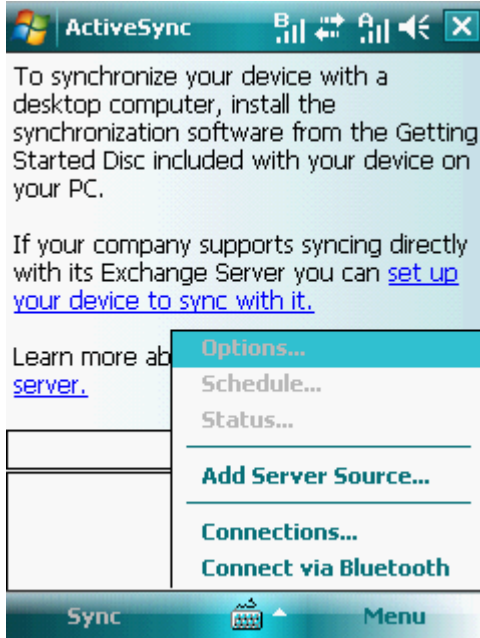 ActiveSync
B
A
To synchronize your device with a
desktop computer, install the
synchronization software from the Getting
Started Disc included with your device on
your PC.
If your company supports syncing directly
with its Exchange Server you can set up
your device to sync with it.
Learn more ab
server.
Options...
Schedule...
Status...
Add Server Source...
Connections...
Connect via Bluetooth
Sync
Menu